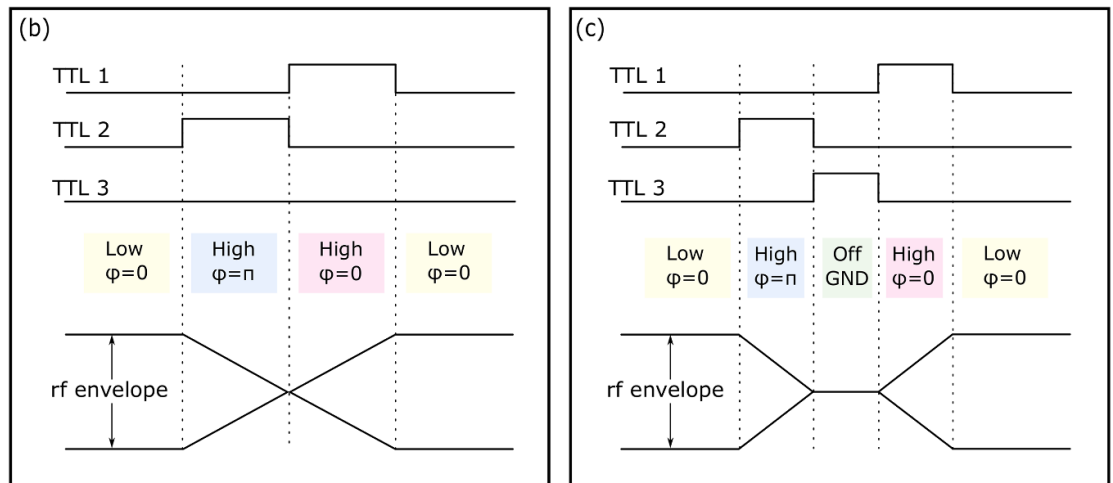 (b)
TTL 1
TTL 2
TTL 3
Low
φ=0
High
φ=π
High
φ=0
Low
φ=0
rf envelope
(c)
TTL 1
TTL 2
TTL 3
Low
φ=0
High
φ=π
Off
GND
High
φ=0
Low
φ=0
rf envelope